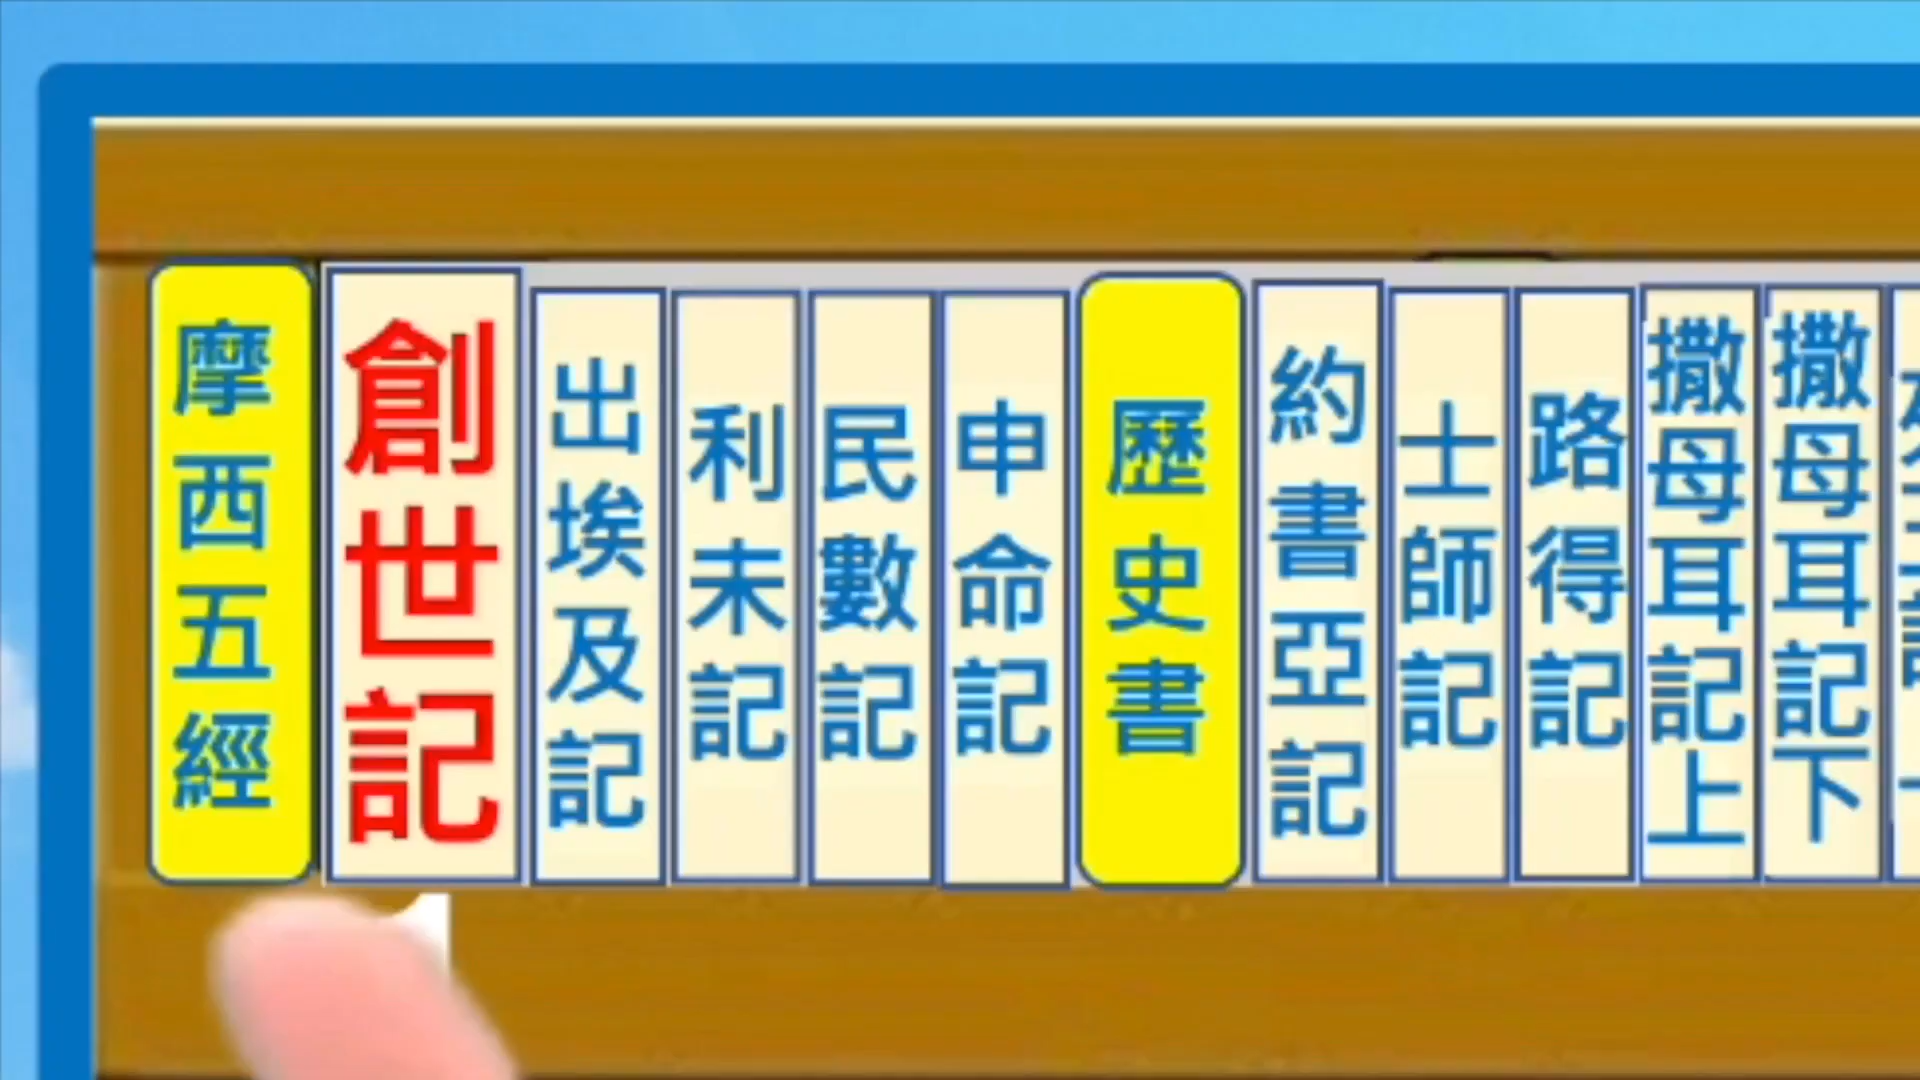 摩西五經
創世記
出埃及記
利未記
民數記
申命記
歷史書
約書亞記
士師記
路得記
撒母耳記上
撒母耳記下